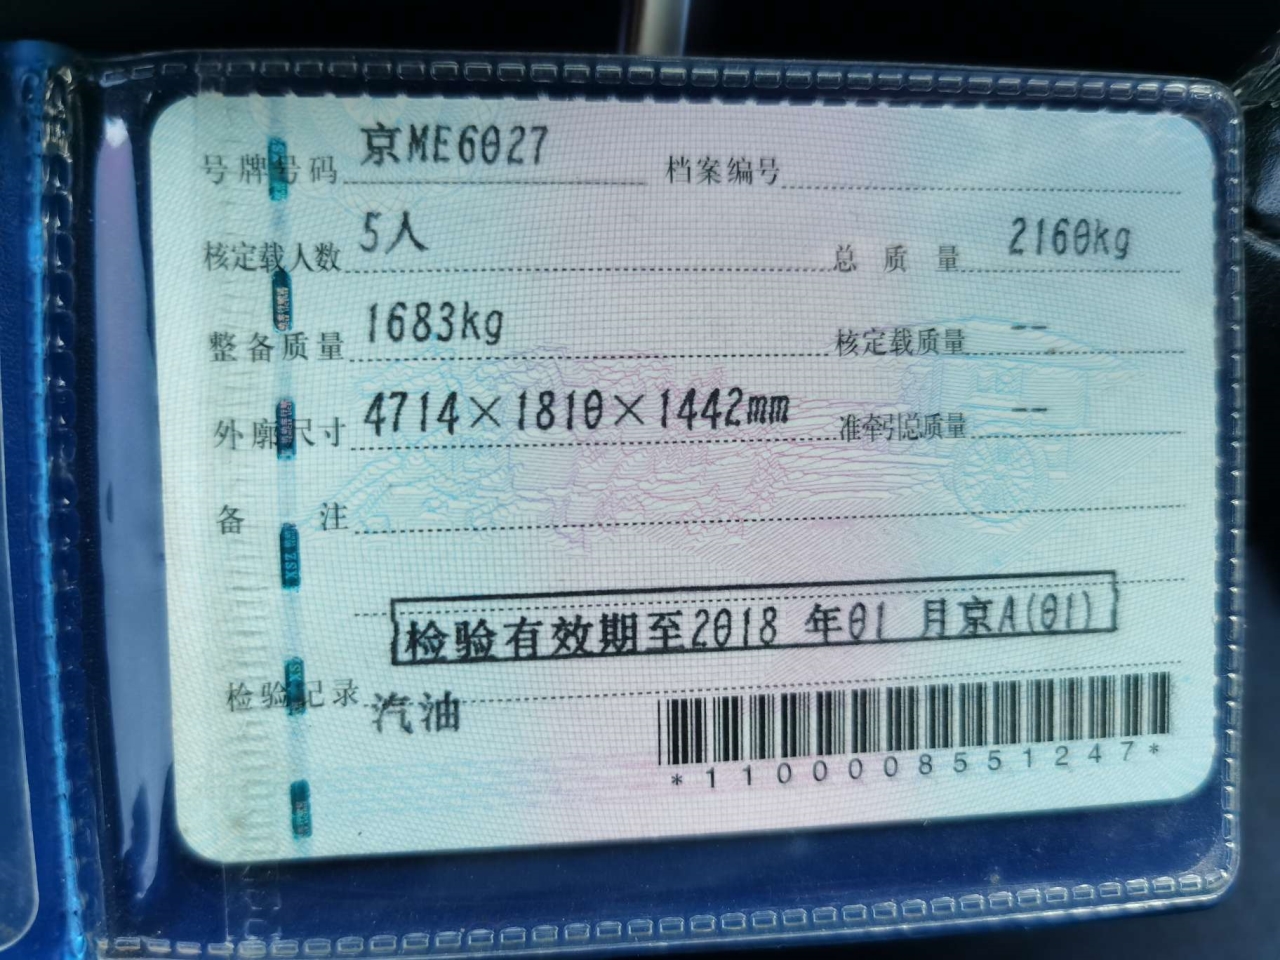 号牌号码 京ME6027 档案编号
核定载人数 5人 总质量 2160kg
整备质量 1683kg 核定载质量 --
外廓尺寸 4714×1810×1442mm 准牵引总质量 --
备注
检验有效期至2018 年01 月京A(01)
检验记录 汽油
*1100008551247*